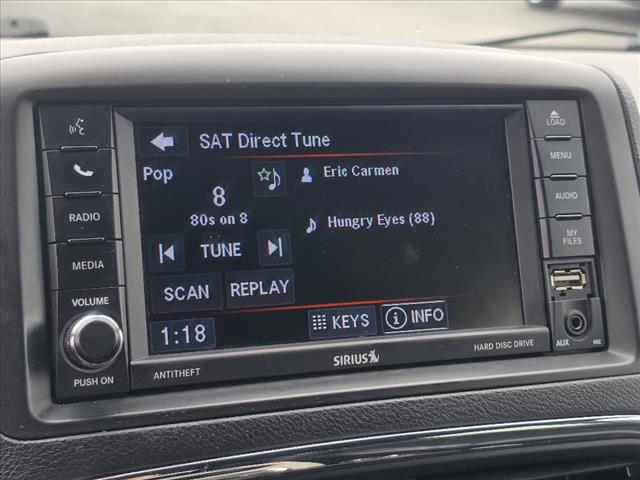 SAT Direct Tune
Pop
8
80s on 8
Eric Carmen
Hungry Eyes (88)
TUNE
SCAN
REPLAY
1:18
KEYS
INFO
RADIO
MEDIA
VOLUME
PUSH ON
ANTITHEFT
SIRIUS
HARD DISC DRIVE
LOAD
MENU
AUDIO
MY
FILES
AUX